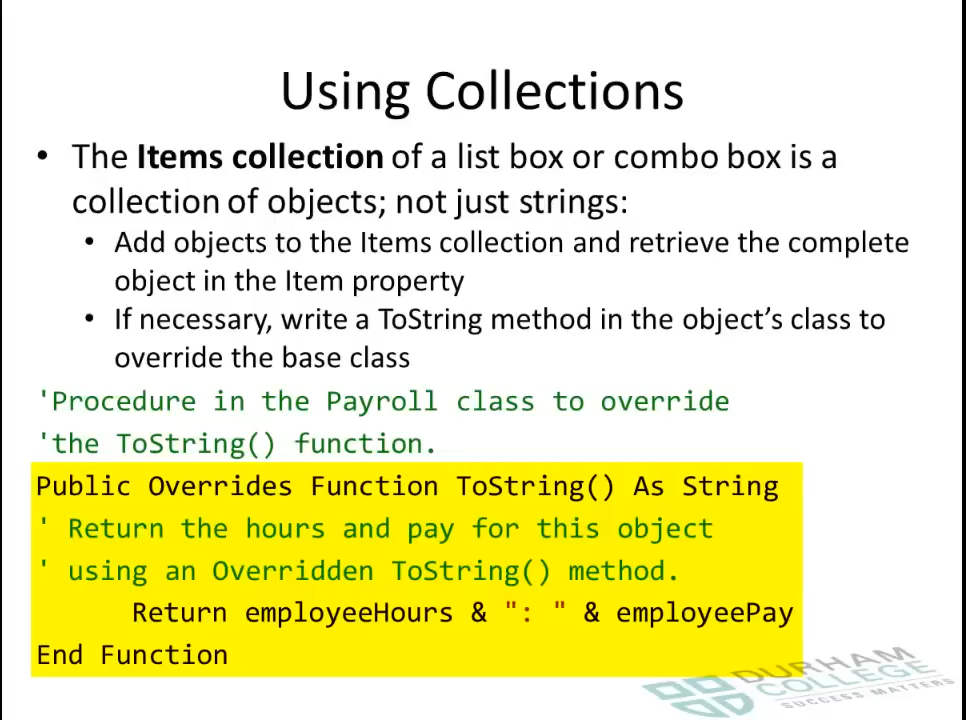 Using Collections
• The Items collection of a list box or combo box is a
collection of objects; not just strings:
• Add objects to the Items collection and retrieve the complete
object in the Item property
• If necessary, write a ToString method in the object's class to
override the base class
'Procedure in the Payroll class to override
'the ToString() function.
Public Overrides Function ToString() As String
' Return the hours and pay for this object
' using an Overridden ToString() method.
Return employeeHours & ": " & employeePay
End Function
DURHAM
COLLEGE
SUCCESS MATTERS